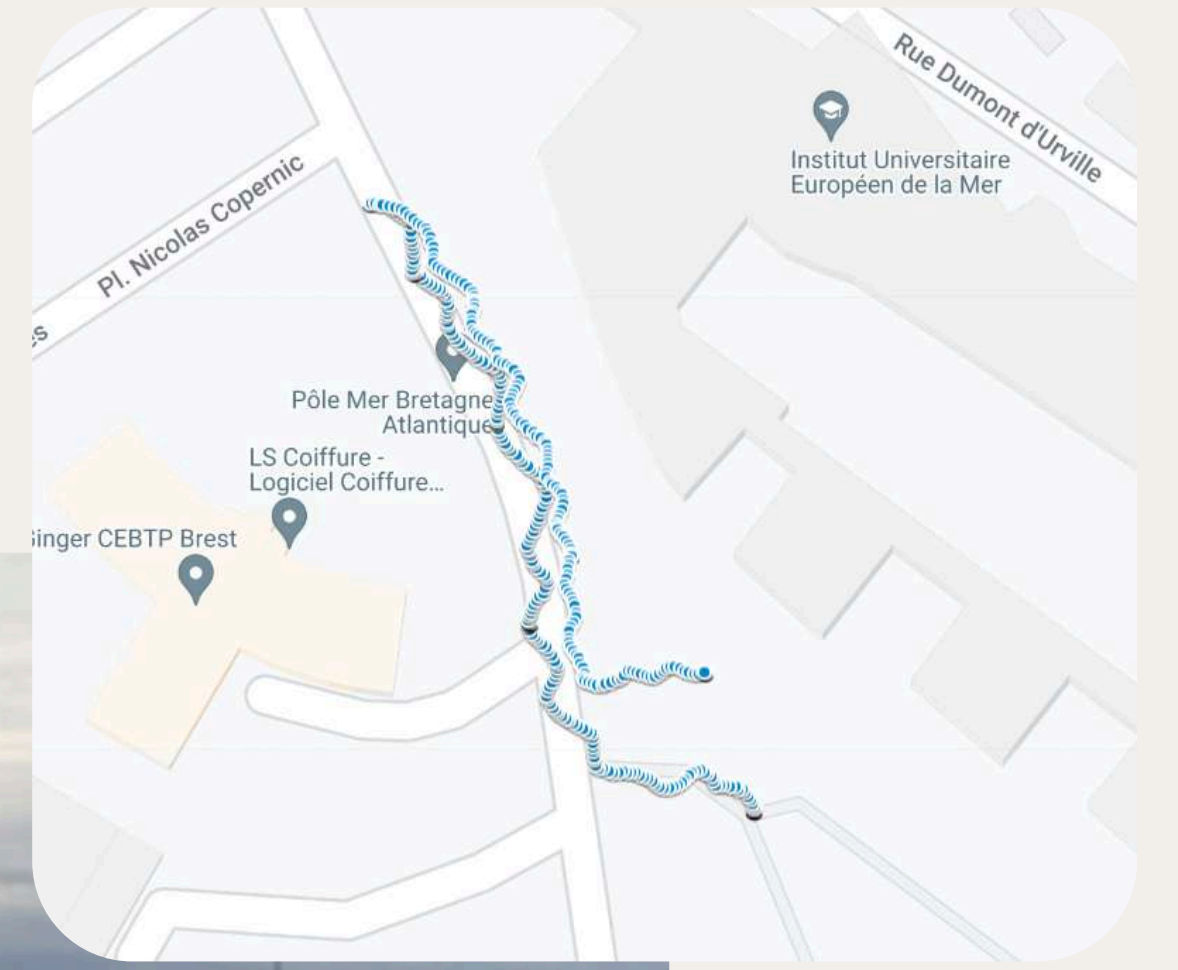 Rue Dumont d'Urville
Institut Universitaire
Européen de la Mer
Pl. Nicolas Copernic
Pôle Mer Bretagne
Atlantique
LS Coiffure -
Logiciel Coiffure...
CEBTP Brest